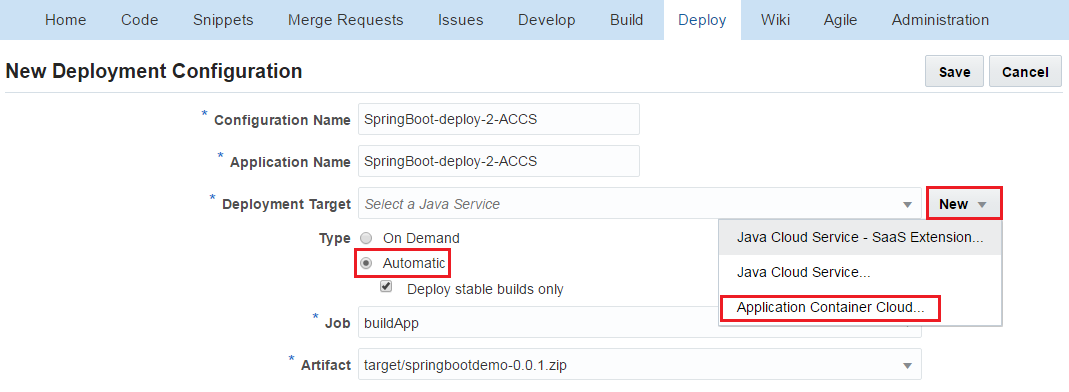 Home Code Snippets Merge Requests Issues Develop Build Deploy Wiki Agile Administration
New Deployment Configuration Save Cancel
* Configuration Name SpringBoot-deploy-2-ACCS
* Application Name SpringBoot-deploy-2-ACCS
* Deployment Target Select a Java Service New
Java Cloud Service - SaaS Extension...
Type On Demand
Automatic
Java Cloud Service...
Deploy stable builds only
Application Container Cloud...
* Job buildApp
* Artifact target/springbootdemo-0.0.1.zip